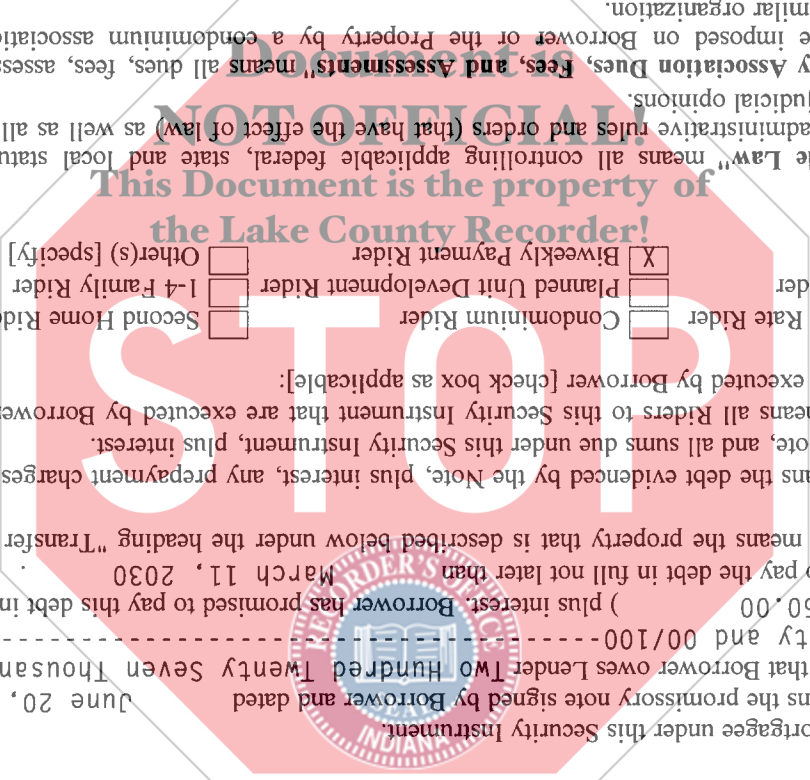 ortgagee under this Security Instrument.
ns the promissory note signed by Borrower and dated June 20,
that Borrower owes Lender Two Hundred Twenty Seven Thousan
ty and 00/100-----------------------------------
50.00 ) plus interest. Borrower has promised to pay this debt in
o pay the debt in full not later than March 11, 2030 .
means the property that is described below under the heading "Transfer
ans the debt evidenced by the Note, plus interest, any prepayment charges
ote, and all sums due under this Security Instrument, plus interest.
neans all Riders to this Security Instrument that are executed by Borrowe
executed by Borrower [check box as applicable]:
Rate Rider Condominium Rider Second Home Ride
der Planned Unit Development Rider 1-4 Family Rider
X Biweekly Payment Rider Other(s) [specify]
le Law" means all controlling applicable federal, state and local statut
administrative rules and orders (that have the effect of law) as well as all
judicial opinions.
y Association Dues, Fees, and Assessments" means all dues, fees, assess
e imposed on Borrower or the Property by a condominium associatio
milar organization.
Document is
NOT OFFICIAL!
This Document is the property of
the Lake County Recorder!
STOP
RECORDER'S OFFICE
SEAL
INDIANA